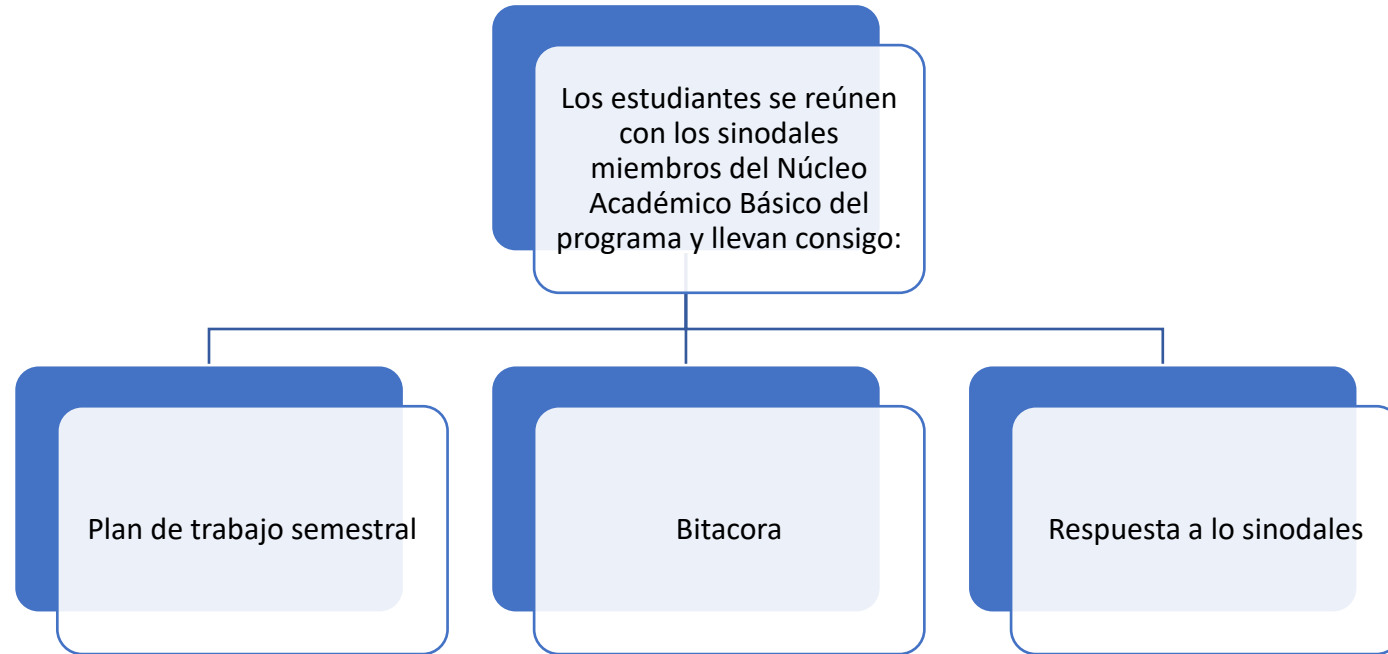 Los estudiantes se reúnen
con los sinodales
miembros del Núcleo
Académico Básico del
programa y llevan consigo:
Plan de trabajo semestral
Bitacora
Respuesta a lo sinodales